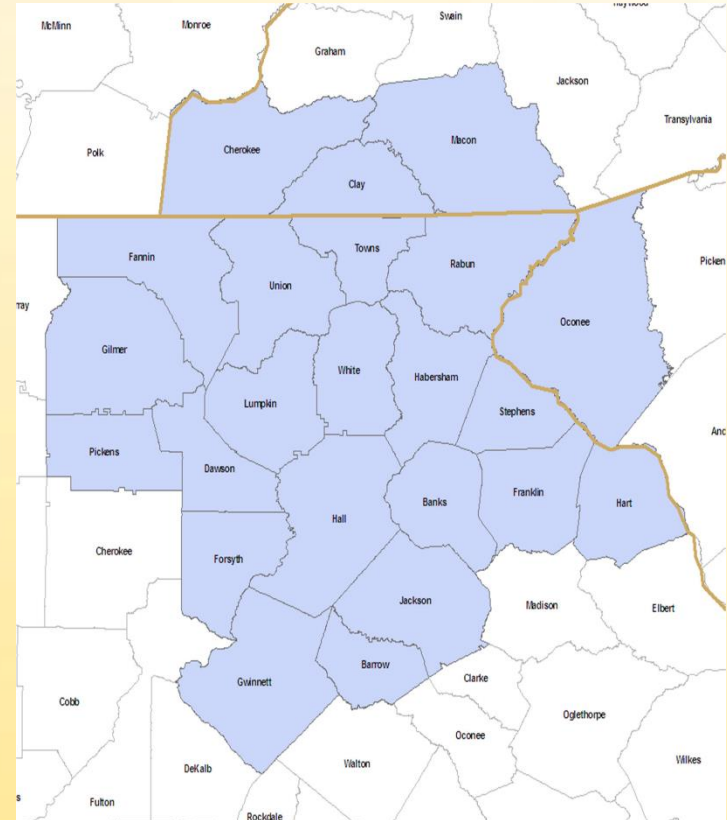 McMinn
Monroe
Swain
Graham
Jackson
Transylvania
Polk
Cherokee
Macon
Clay
Fannin
Towns
Union
Rabun
Picken
ray
Oconee
Gilmer
White
Habersham
Lumpkin
Stephens
Pickens
Dawson
Banks
Franklin
Hart
Hall
Cherokee
Forsyth
Jackson
Madison
Elbert
Barrow
Clarke
Gwinnett
Cobb
Oconee
Oglethorpe
DeKalb
Walton
Wilkes
s
Fulton
Rockdale